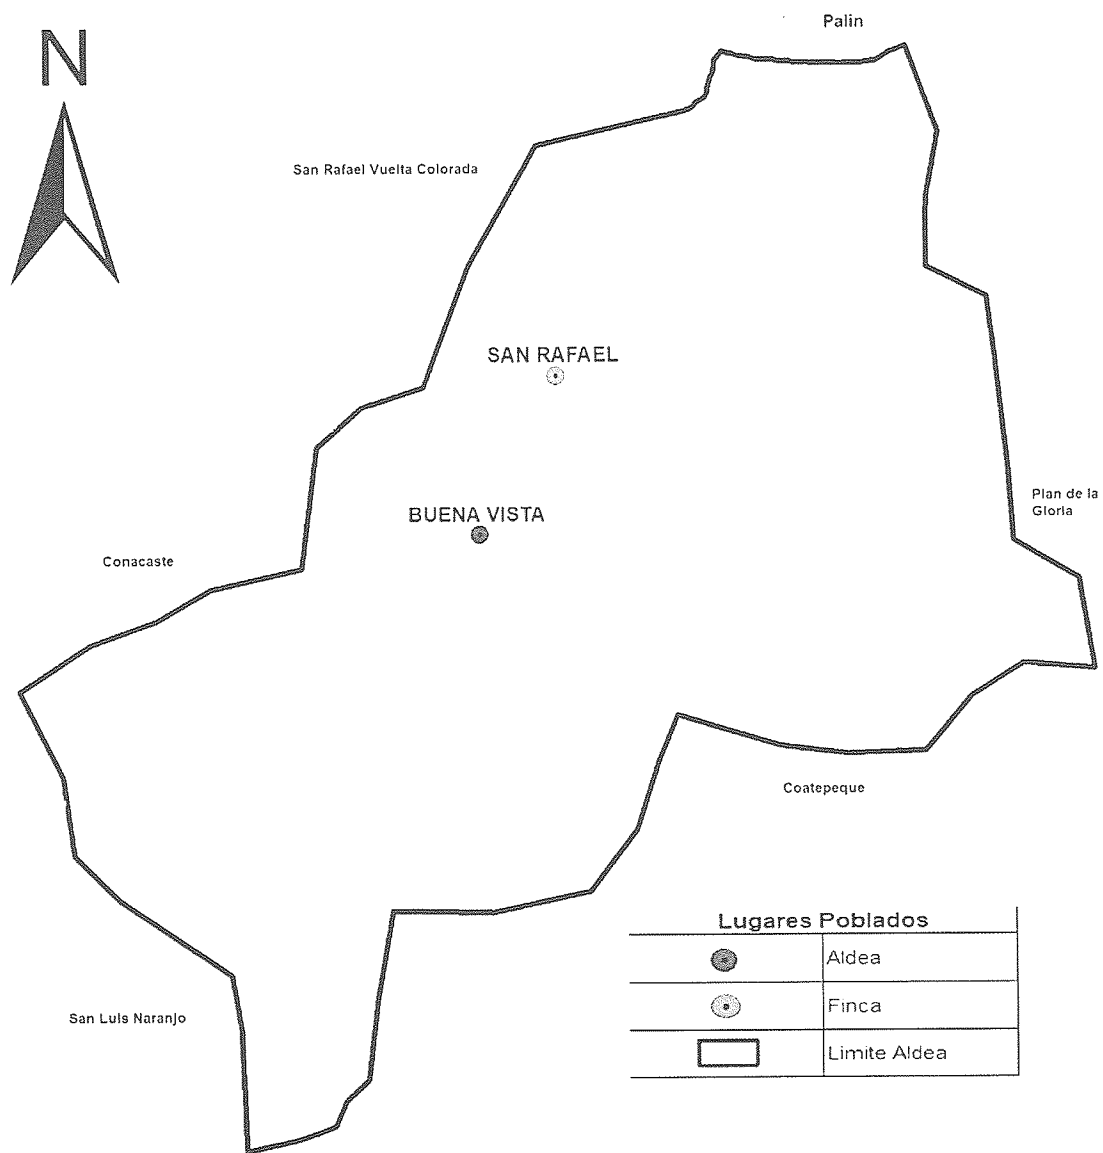 Palin
N
San Rafael Vuelta Colorada
SAN RAFAEL
Plan de la
Gloria
BUENA VISTA
Conacaste
Coatepeque
Lugares Poblados
Aldea
Finca
Limite Aldea
San Luis Naranjo